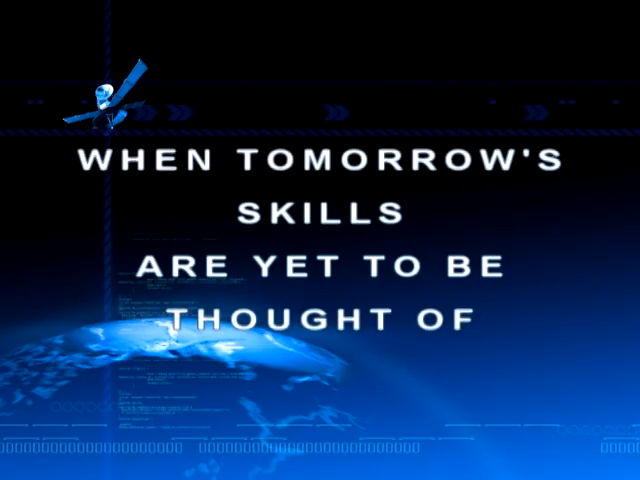 WHEN TOMORROW'S
SKILLS
ARE YET TO BE
THOUGHT OF